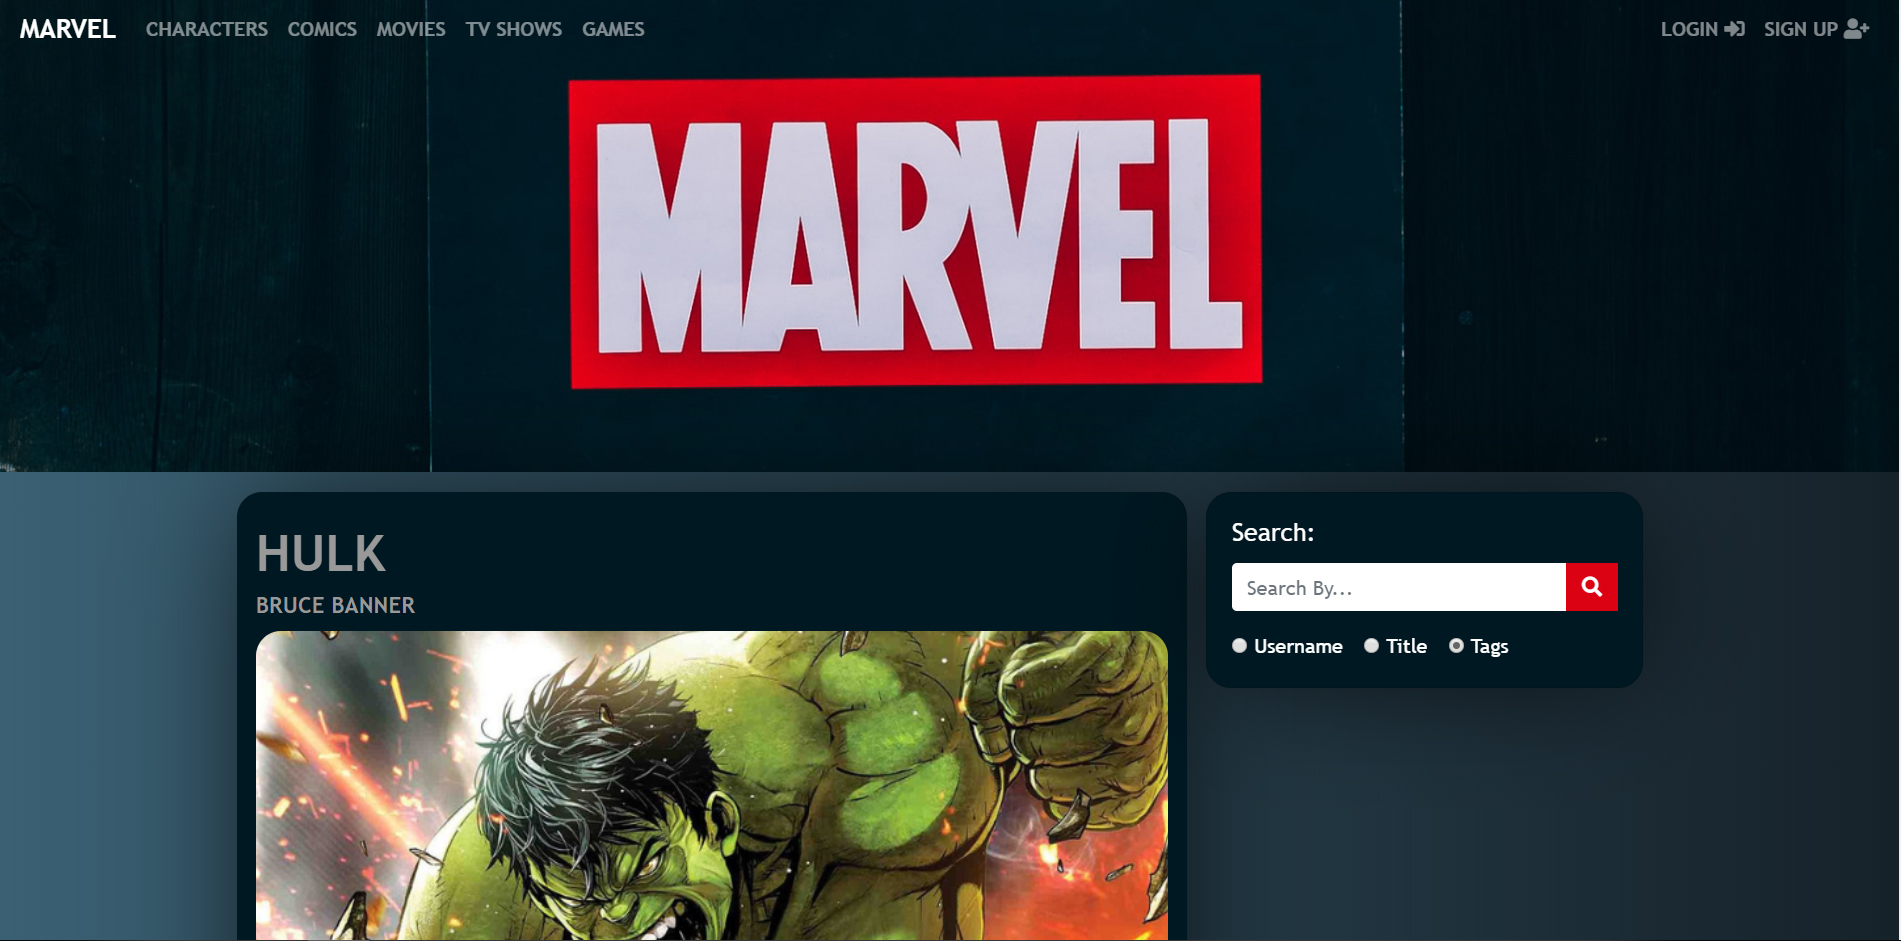 MARVEL CHARACTERS COMICS MOVIES TV SHOWS GAMES LOGIN SIGN UP
MARVEL
HULK
BRUCE BANNER
Search:
Search By...
Username Title Tags